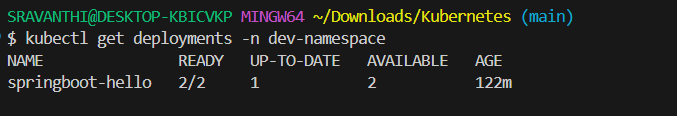 SRAVANTHI@DESKTOP-KBICVKP MINGW64 ~/Downloads/Kubernetes (main)
$ kubectl get deployments -n dev-namespace
NAME               READY   UP-TO-DATE   AVAILABLE   AGE
springboot-hello   2/2     1            2           122m